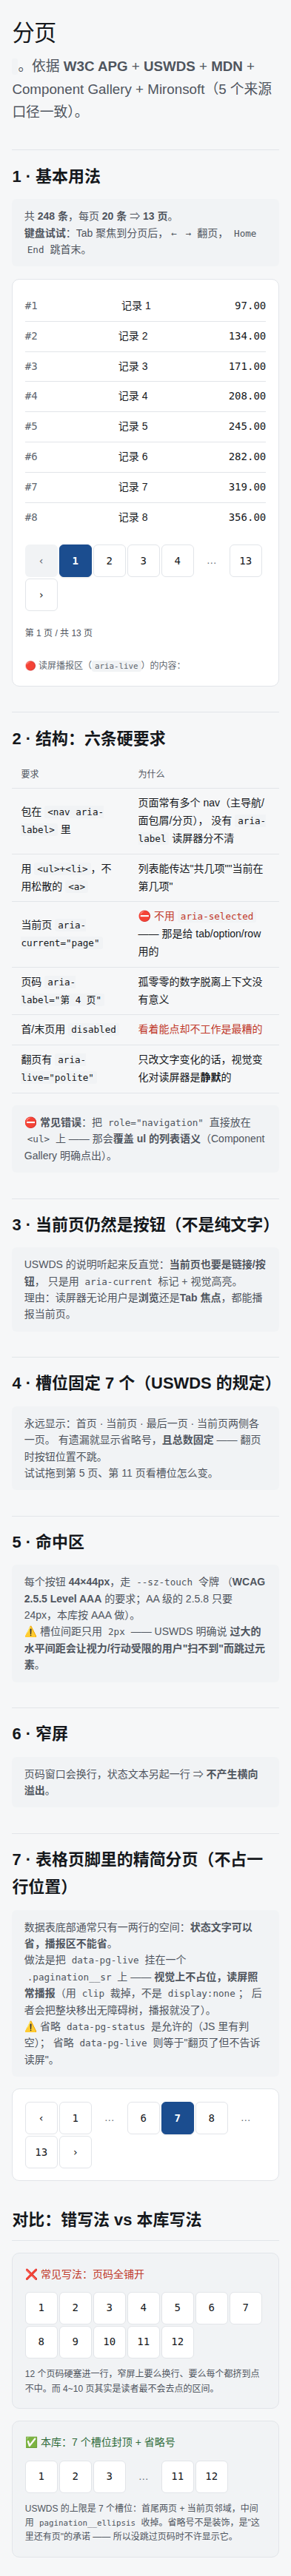 分页
。依据 W3C APG + USWDS + MDN +
Component Gallery + Mironsoft（5 个来源
口径一致）。
1 · 基本用法
共 248 条，每页 20 条 ⇒ 13 页。
键盘试试：Tab 聚焦到分页后， ← → 翻页， Home
End 跳首末。
#1 记录 1 97.00
#2 记录 2 134.00
#3 记录 3 171.00
#4 记录 4 208.00
#5 记录 5 245.00
#6 记录 6 282.00
#7 记录 7 319.00
#8 记录 8 356.00
‹ 1 2 3 4 … 13
›
第 1 页 / 共 13 页
🔴 读屏播报区（ aria-live ）的内容：
2 · 结构：六条硬要求
要求 为什么
包在 <nav aria-
label> 里
页面常有多个 nav（主导航/
面包屑/分页）， 没有 aria-
label 读屏器分不清
用 <ul>+<li> ，不
用松散的 <a>
列表能传达"共几项""当前在
第几项"
当前页 aria-
current="page"
⛔ 不用 aria-selected
—— 那是给 tab/option/row
用的
页码 aria-
label="第 4 页"
孤零零的数字脱离上下文没
有意义
首/末页用 disabled
看着能点却不工作是最糟的
翻页有 aria-
live="polite"
只改文字变化的话，视觉变
化对读屏器是静默的
⛔ 常见错误：把 role="navigation" 直接放在
<ul> 上 —— 那会覆盖 ul 的列表语义（Component
Gallery 明确点出）。
3 · 当前页仍然是按钮（不是纯文字）
USWDS 的说明听起来反直觉：当前页也要是链接/按
钮， 只是用 aria-current 标记 + 视觉高亮。
理由：读屏器无论用户是浏览还是Tab 焦点，都能播
报当前页。
4 · 槽位固定 7 个（USWDS 的规定）
永远显示：首页 · 当前页 · 最后一页 · 当前页两侧各
一页。 有遗漏就显示省略号，且总数固定 —— 翻页
时按钮位置不跳。
试试拖到第 5 页、第 11 页看槽位怎么变。
5 · 命中区
每个按钮 44×44px，走 --sz-touch 令牌 （WCAG
2.5.5 Level AAA 的要求；AA 级的 2.5.8 只要
24px，本库按 AAA 做）。
⚠️ 槽位间距只用 2px —— USWDS 明确说 过大的
水平间距会让视力/行动受限的用户"扫不到"而跳过元
素。
6 · 窄屏
页码窗口会换行，状态文本另起一行 ⇒ 不产生横向
溢出。
7 · 表格页脚里的精简分页（不占一
行位置）
数据表底部通常只有一两行的空间：状态文字可以
省，播报区不能省。
做法是把 data-pg-live 挂在一个
.pagination__sr 上 —— 视觉上不占位，读屏照
常播报（用 clip 裁掉，不是 display:none ； 后
者会把整块移出无障碍树，播报就没了）。
⚠️ 省略 data-pg-status 是允许的（JS 里有判
空）； 省略 data-pg-live 则等于"翻页了但不告诉
读屏"。
‹ 1 … 6 7 8 …
13 ›
对比：错写法 vs 本库写法
❌ 常见写法：页码全铺开
1 2 3 4 5 6 7
8 9 10 11 12
12 个页码硬塞进一行，窄屏上要么换行、要么每个都挤到点
不中。而 4~10 页其实是读者最不会去点的区间。
✅ 本库：7 个槽位封顶 + 省略号
1 2 3 … 11 12
USWDS 的上限是 7 个槽位：首尾两页 + 当前页邻域，中间
用 pagination__ellipsis 收掉。省略号不是装饰，是"这
里还有页"的承诺 —— 所以没跳过页码时不许显示它。